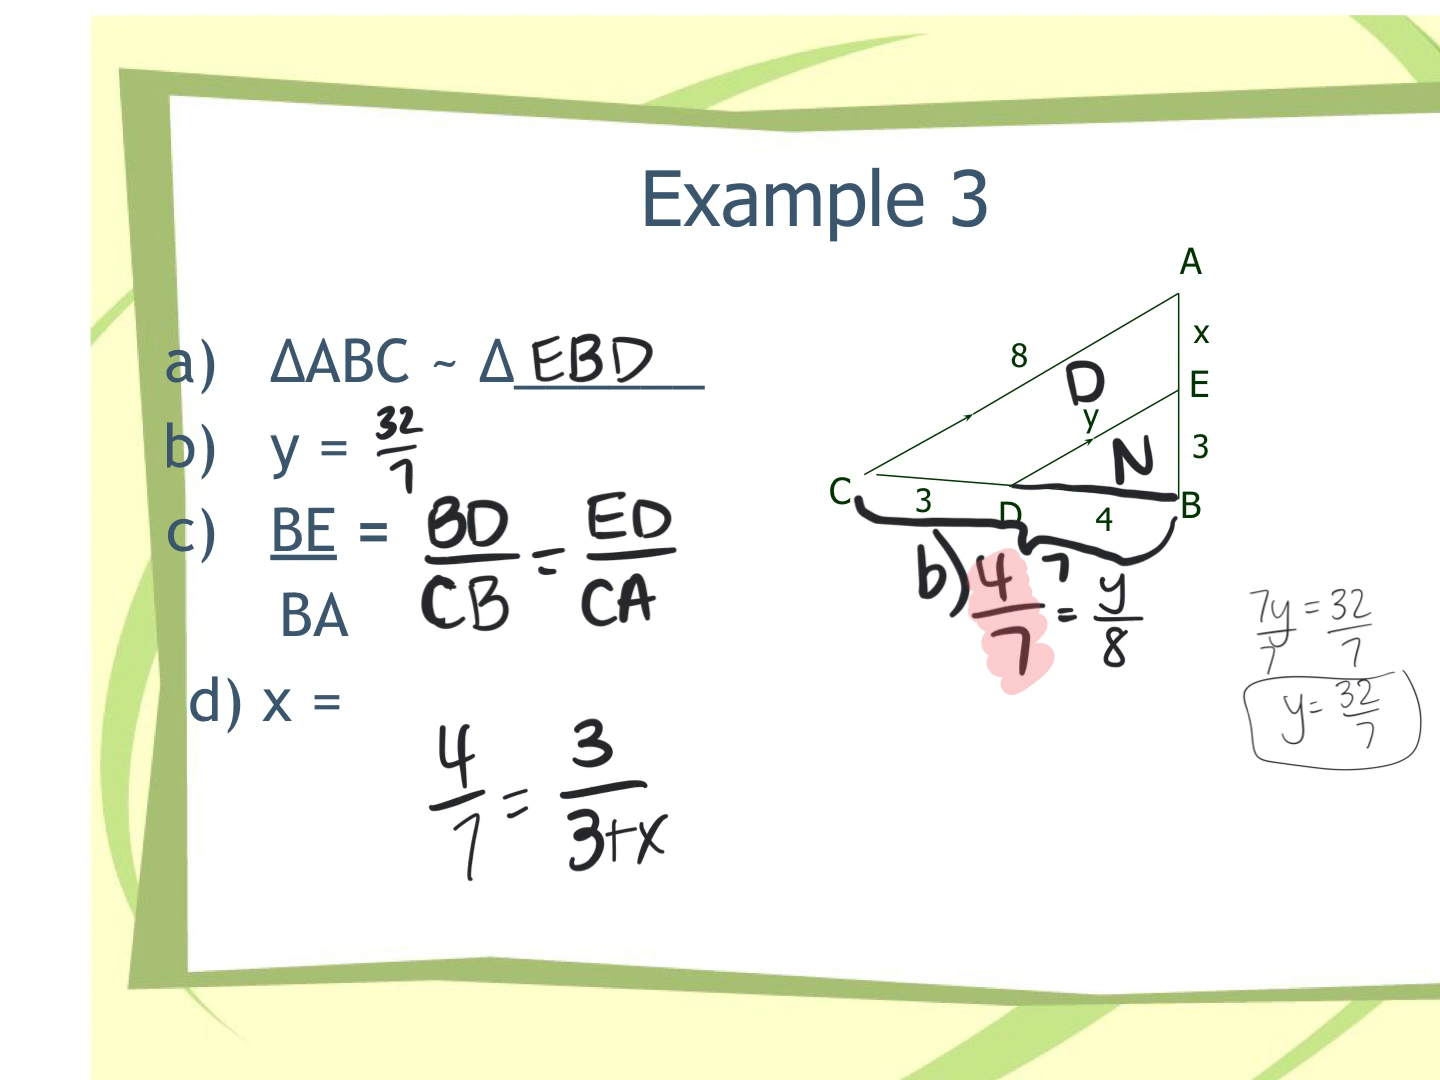 Example 3
a) ΔABC ~ Δ EBD
b) y = 32/7
c) BE/BA = BD/CB = ED/CA
d) x =
4/7 = 3/3+x
A
x
8
D
E
y
3
N
C
3
D
4
B
7
b) 4/7 = y/8
7y/7 = 32/7
y = 32/7